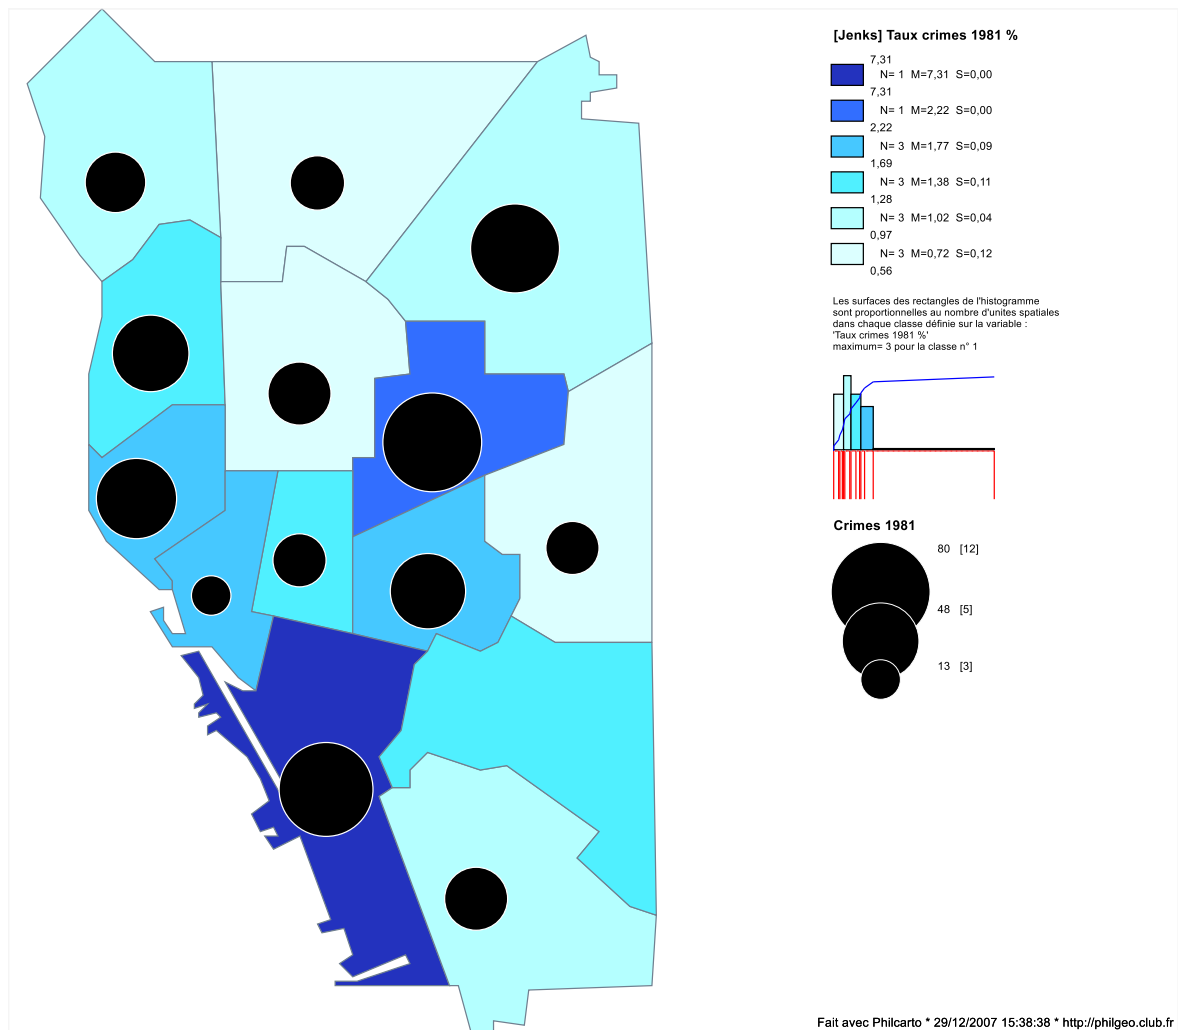 [Jenks] Taux crimes 1981 %
7,31
N= 1 M=7,31 S=0,00
7,31
N= 1 M=2,22 S=0,00
2,22
N= 3 M=1,77 S=0,09
1,69
N= 3 M=1,38 S=0,11
1,28
N= 3 M=1,02 S=0,04
0,97
N= 3 M=0,72 S=0,12
0,56
Les surfaces des rectangles de l'histogramme
sont proportionnelles au nombre d'unites spatiales
dans chaque classe définie sur la variable :
'Taux crimes 1981 %'
maximum= 3 pour la classe n° 1
Crimes 1981
80 [12]
48 [5]
13 [3]
Fait avec Philcarto * 29/12/2007 15:38:38 * http://philgeo.club.fr